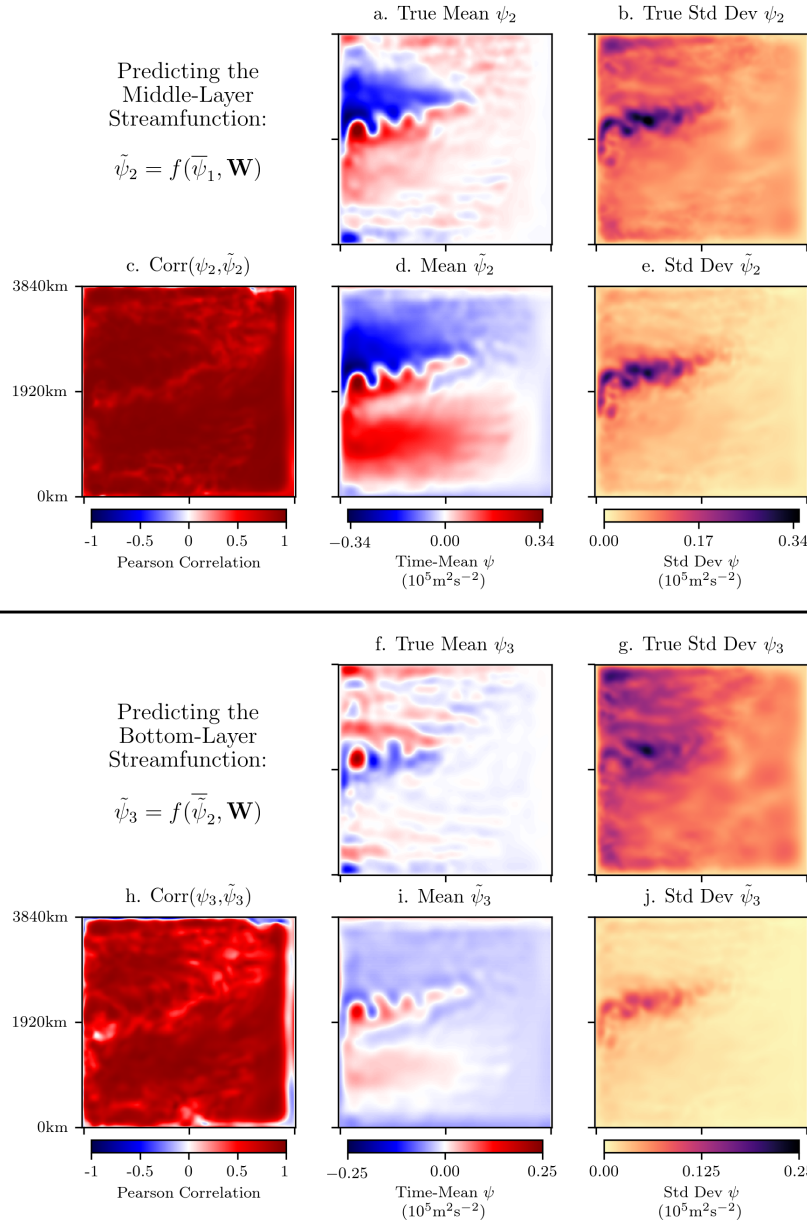 a. True Mean ψ₂
b. True Std Dev ψ₂
Predicting the
Middle-Layer
Streamfunction:
ψ̃₂ = f(ψ̅₁, W)
c. Corr(ψ₂,ψ̃₂)
d. Mean ψ̃₂
e. Std Dev ψ̃₂
3840km
1920km
0km
-1 -0.5 0 0.5 1
Pearson Correlation
−0.34 0.00 0.34
Time-Mean ψ
(10⁵m²s⁻²)
0.00 0.17 0.34
Std Dev ψ
(10⁵m²s⁻²)
f. True Mean ψ₃
g. True Std Dev ψ₃
Predicting the
Bottom-Layer
Streamfunction:
ψ̃₃ = f(ψ̃̅₂, W)
h. Corr(ψ₃,ψ̃₃)
i. Mean ψ̃₃
j. Std Dev ψ̃₃
3840km
1920km
0km
-1 -0.5 0 0.5 1
Pearson Correlation
−0.25 0.00 0.25
Time-Mean ψ
(10⁵m²s⁻²)
0.00 0.125
Std Dev ψ
(10⁵m²s⁻²)